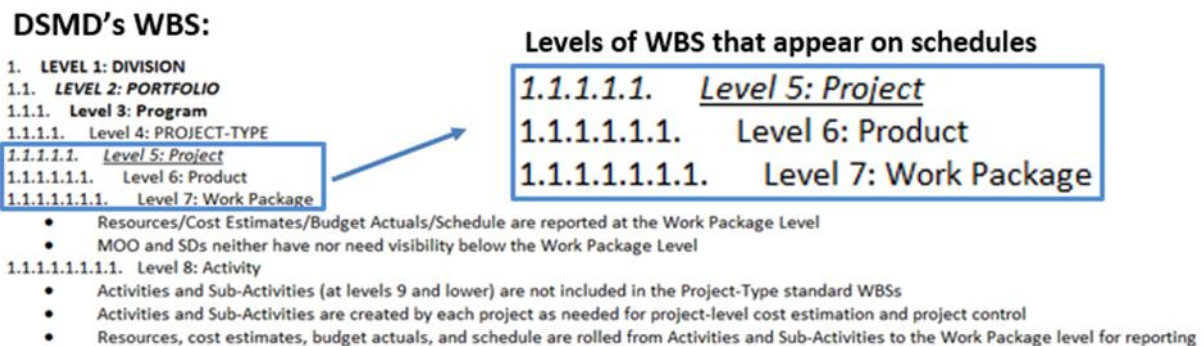 DSMD's WBS:
Levels of WBS that appear on schedules
1. LEVEL 1: DIVISION
1.1. LEVEL 2: PORTFOLIO
1.1.1. Level 3: Program
1.1.1.1. Level 4: PROJECT-TYPE
1.1.1.1.1. Level 5: Project
1.1.1.1.1.1. Level 6: Product
1.1.1.1.1.1.1. Level 7: Work Package
1.1.1.1.1. Level 5: Project
1.1.1.1.1.1. Level 6: Product
1.1.1.1.1.1.1. Level 7: Work Package
• Resources/Cost Estimates/Budget Actuals/Schedule are reported at the Work Package Level
• MOO and SDs neither have nor need visibility below the Work Package Level
1.1.1.1.1.1.1.1. Level 8: Activity
• Activities and Sub-Activities (at levels 9 and lower) are not included in the Project-Type standard WBSs
• Activities and Sub-Activities are created by each project as needed for project-level cost estimation and project control
• Resources, cost estimates, budget actuals, and schedule are rolled from Activities and Sub-Activities to the Work Package level for reporting